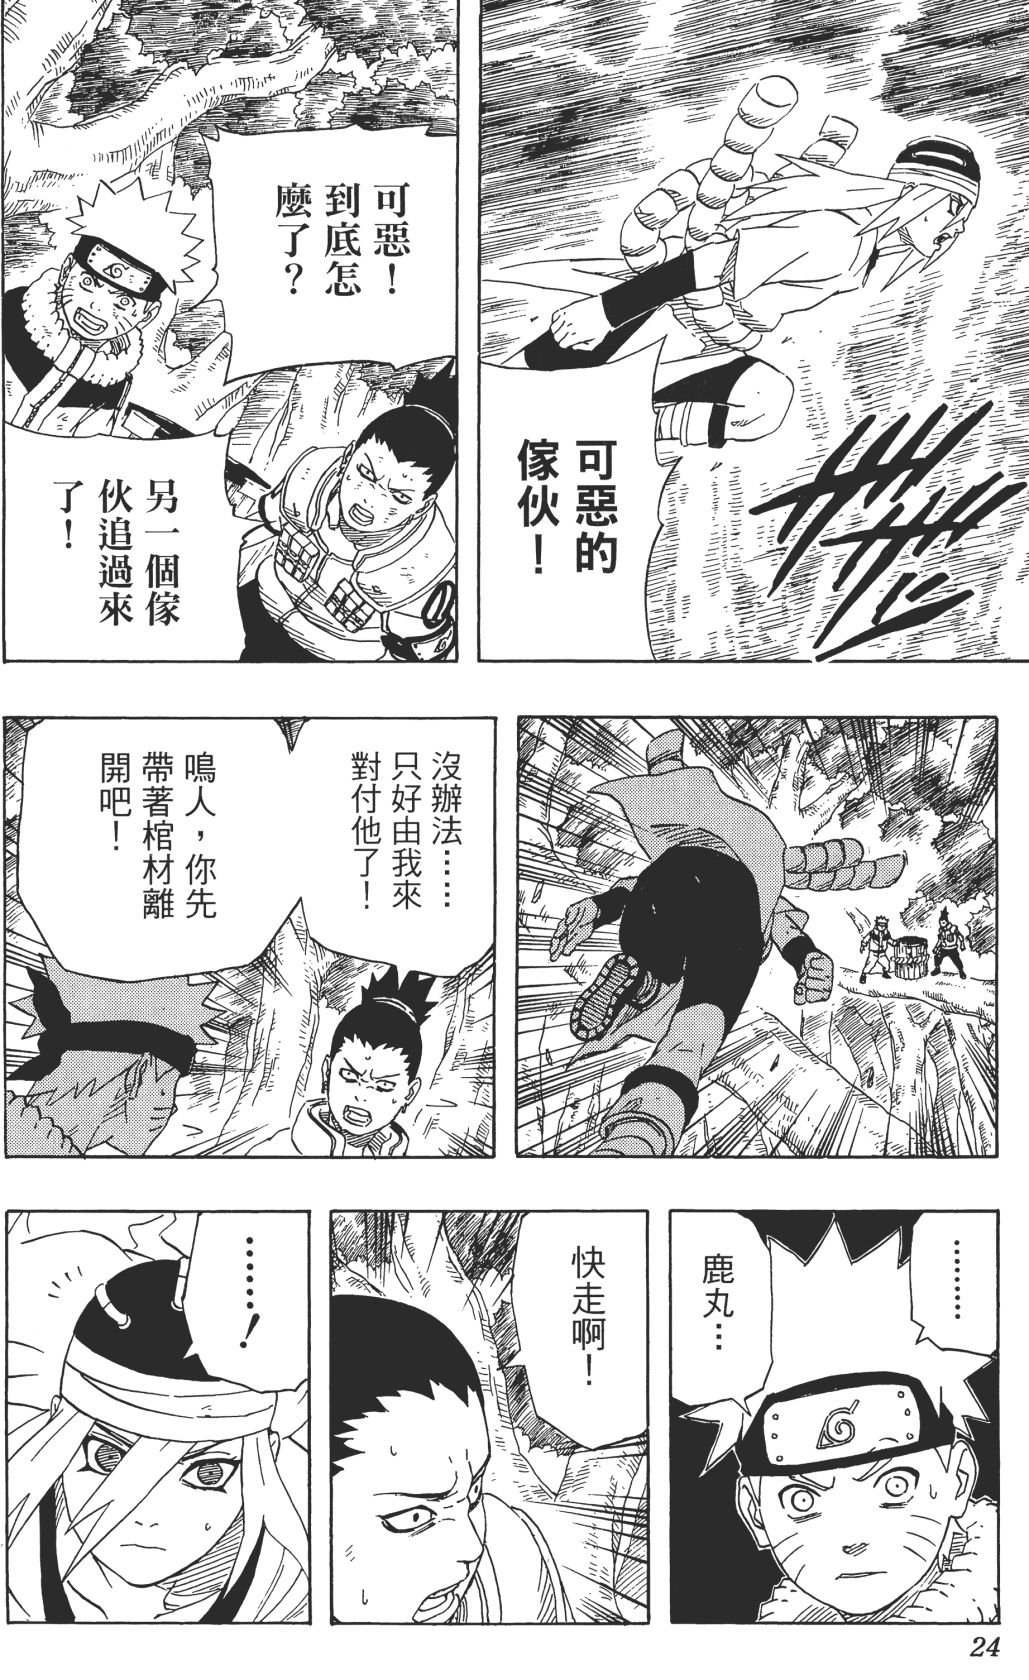 可惡的
傢伙！
可惡！
到底怎
麼了？
另一個傢
伙追過來
了！
沒辦法……
只好由我來
對付他了！
鳴人，你先
帶著棺材離
開吧！
………
鹿丸…
快走啊！
……！
24